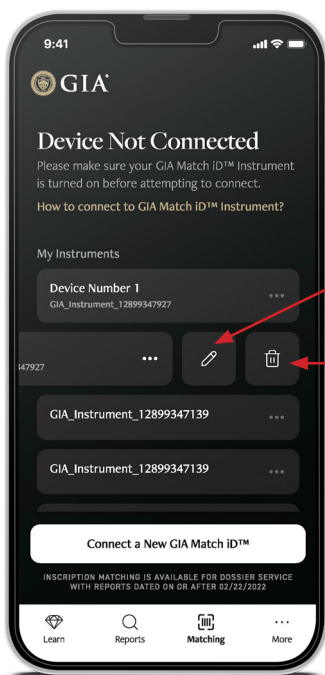 9:41
GIA
Device Not Connected
Please make sure your GIA Match iD™ Instrument
is turned on before attempting to connect.
How to connect to GIA Match iD™ Instrument?
My Instruments
Device Number 1
GIA_Instrument_12899347927
...
347927
...
GIA_Instrument_12899347139
...
GIA_Instrument_12899347139
...
Connect a New GIA Match iD™
INSCRIPTION MATCHING IS AVAILABLE FOR DOSSIER SERVICE
WITH REPORTS DATED ON OR AFTER 02/22/2022
Learn Reports Matching More